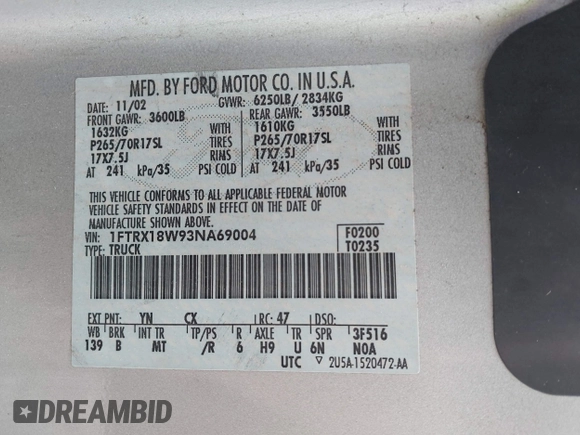 MFD. BY FORD MOTOR CO. IN U.S.A.
DATE: 11/02 GVWR: 6250LB/ 2834KG
FRONT GAWR: 3600LB REAR GAWR: 3550LB
1632KG WITH 1610KG WITH
P265/70R17SL TIRES P265/70R17SL TIRES
17X7.5J RIMS 17X7.5J RIMS
AT 241 kPa/35 PSI COLD AT 241 kPa/35 PSI COLD
THIS VEHICLE CONFORMS TO ALL APPLICABLE FEDERAL MOTOR
VEHICLE SAFETY STANDARDS IN EFFECT ON THE DATE OF
MANUFACTURE SHOWN ABOVE.
VIN: 1FTRX18W93NA69004 F0200
TYPE: TRUCK T0235
EXT PNT: YN CX RC: 47 DSO:
WB BRK INT TR TP/PS R AXLE TR SPR 3F516
139 B MT /R 6 H9 U 6N N0A
UTC ▽ 2U5A-1520472-AA
DREAMBID